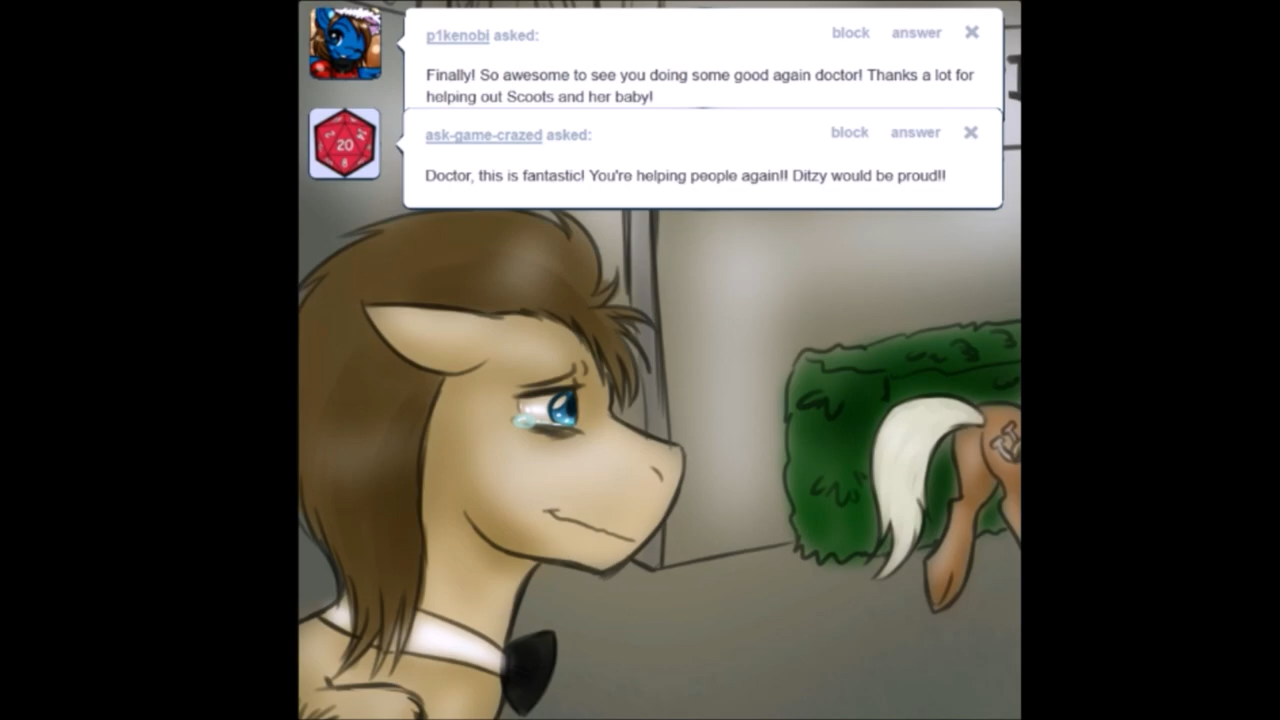 p1kenobi asked:
block answer ✕
Finally! So awesome to see you doing some good again doctor! Thanks a lot for
helping out Scoots and her baby!
20
8
ask-game-crazed asked:
block answer ✕
Doctor, this is fantastic! You're helping people again!! Ditzy would be proud!!